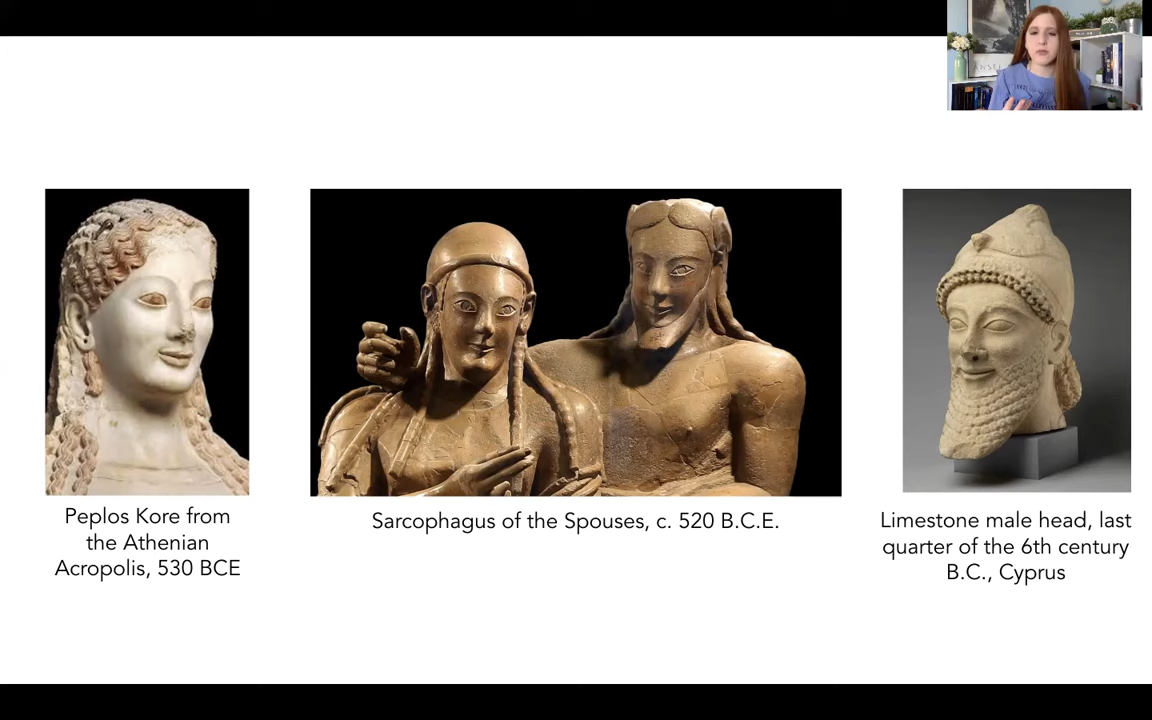 ANSEL
Peplos Kore from
the Athenian
Acropolis, 530 BCE
Sarcophagus of the Spouses, c. 520 B.C.E.
Limestone male head, last
quarter of the 6th century
B.C., Cyprus